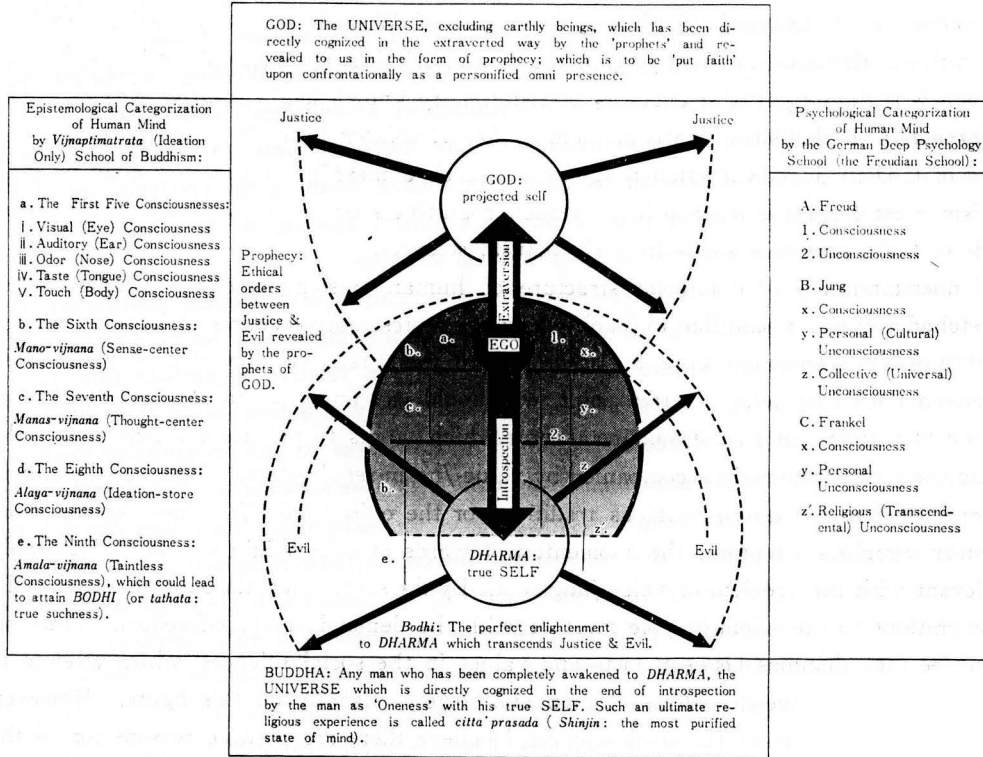 GOD: The UNIVERSE, excluding earthly beings, which has been di-
rectly cognized in the extraverted way by the 'prophets' and re-
vealed to us in the form of prophecy; which is to be 'put faith'
upon confrontationally as a personified omni presence.
Epistemological Categorization
of Human Mind
by Vijnaptimatrata (Ideation
Only) School of Buddhism:
a. The First Five Consciousnesses:
i. Visual (Eye) Consciousness
ii. Auditory (Ear) Consciousness
iii. Odor (Nose) Consciousness
iv. Taste (Tongue) Consciousness
v. Touch (Body) Consciousness
b. The Sixth Consciousness:
Mano-vijnana (Sense-center
Consciousness)
c. The Seventh Consciousness:
Manas-vijnana (Thought-center
Consciousness)
d. The Eighth Consciousness:
Alaya-vijnana (Ideation-store
Consciousness)
e. The Ninth Consciousness:
Amala-vijnana (Taintless
Consciousness), which could lead
to attain BODHI (or tathata:
true suchness).
Justice
Justice
GOD:
projected self
Prophecy:
Ethical
orders
between
Justice &
Evil revealed
by the pro-
phets of
GOD.
Extraversion
EGO
Introspection
b.
a.
1.
x.
c.
y.
2.
b.
z
e.
z'.
Evil
Evil
DHARMA:
true SELF
Bodhi: The perfect enlightenment
to DHARMA which transcends Justice & Evil.
Psychological Categorization
of Human Mind
by the German Deep Psychology
School (the Freudian School):
A. Freud
1. Consciousness
2. Unconsciousness
B. Jung
x. Consciousness
y. Personal (Cultural)
Unconsciousness
z. Collective (Universal)
Unconsciousness
C. Frankel
x. Consciousness
y. Personal
Unconsciousness
z'. Religious (Transcend-
ental) Unconsciousness
BUDDHA: Any man who has been completely awakened to DHARMA, the
UNIVERSE which is directly cognized in the end of introspection
by the man as 'Oneness' with his true SELF. Such an ultimate re-
ligious experience is called citta prasada (Shinjin: the most purified
state of mind).